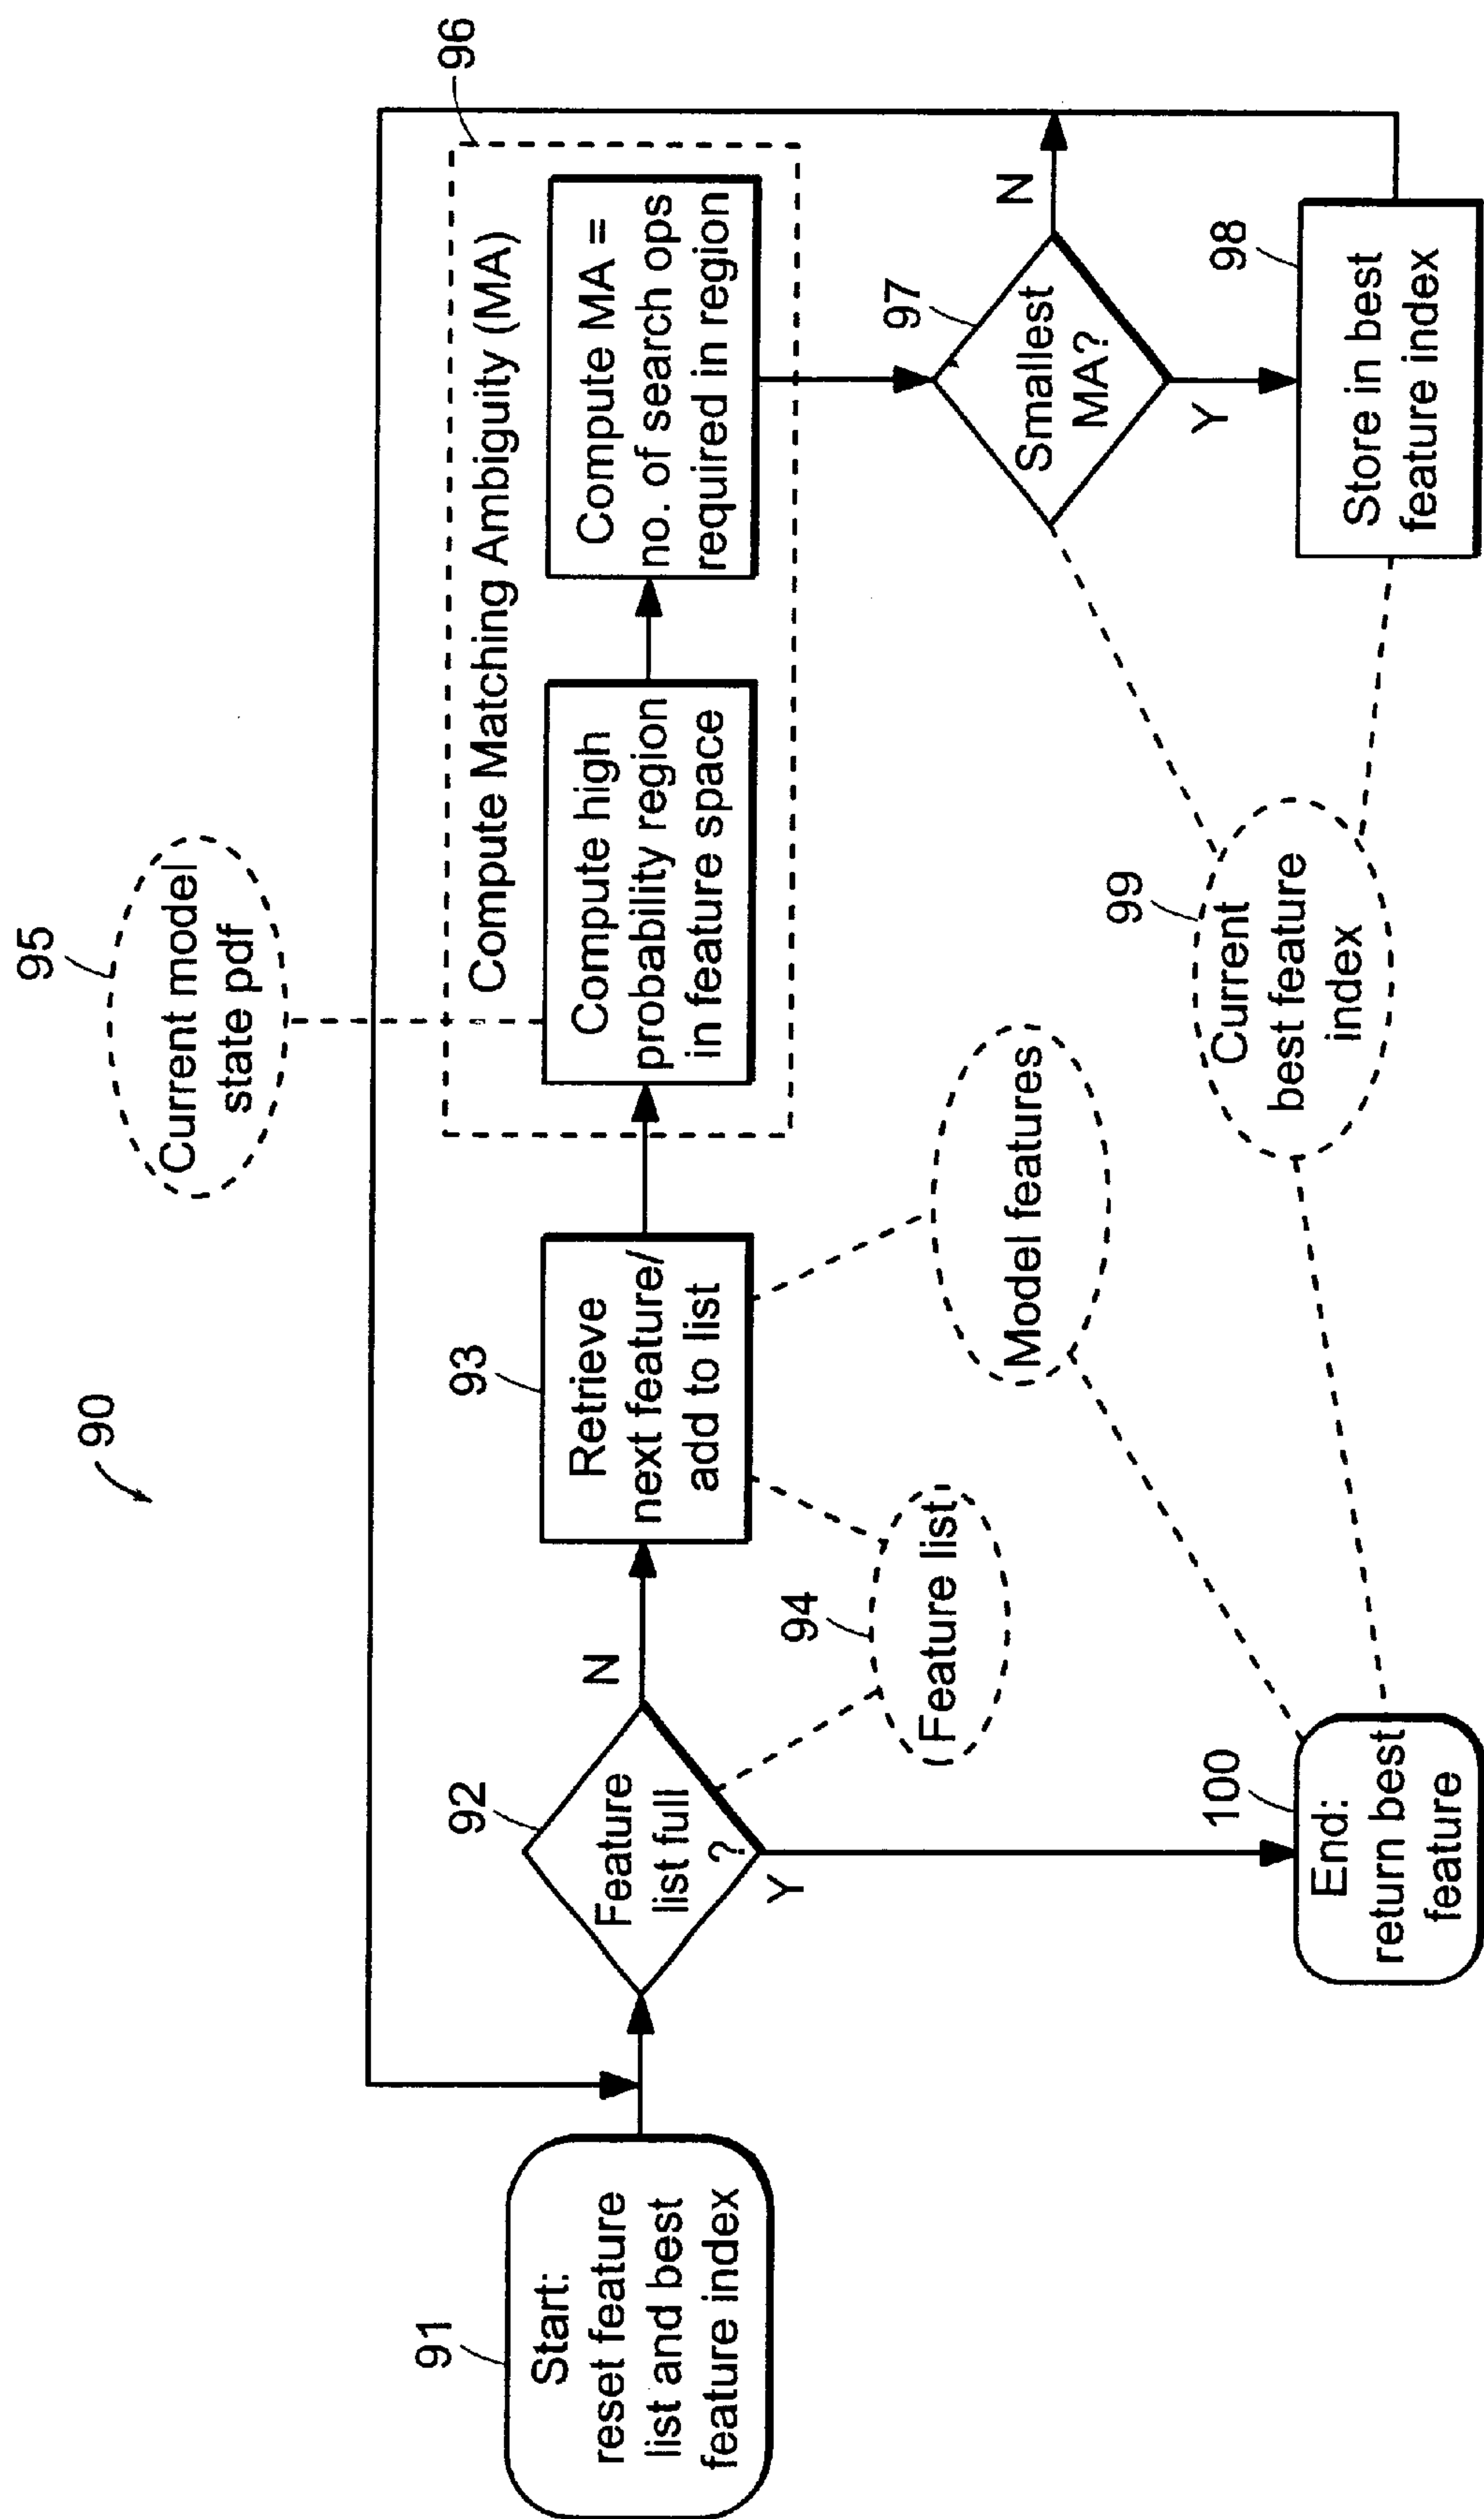 90
91
Start:
reset feature
list and best
feature index
92
Feature
list full
?
N
Y
93
Retrieve
next feature/
add to list
94
Feature list
Model features
95
Current model
state pdf
96
Compute Matching Ambiguity (MA)
Compute high
probability region
in feature space
Compute MA =
no. of search ops
required in region
97
Smallest
MA?
N
Y
98
Store in best
feature index
99
Current
best feature
index
100
End:
return best
feature